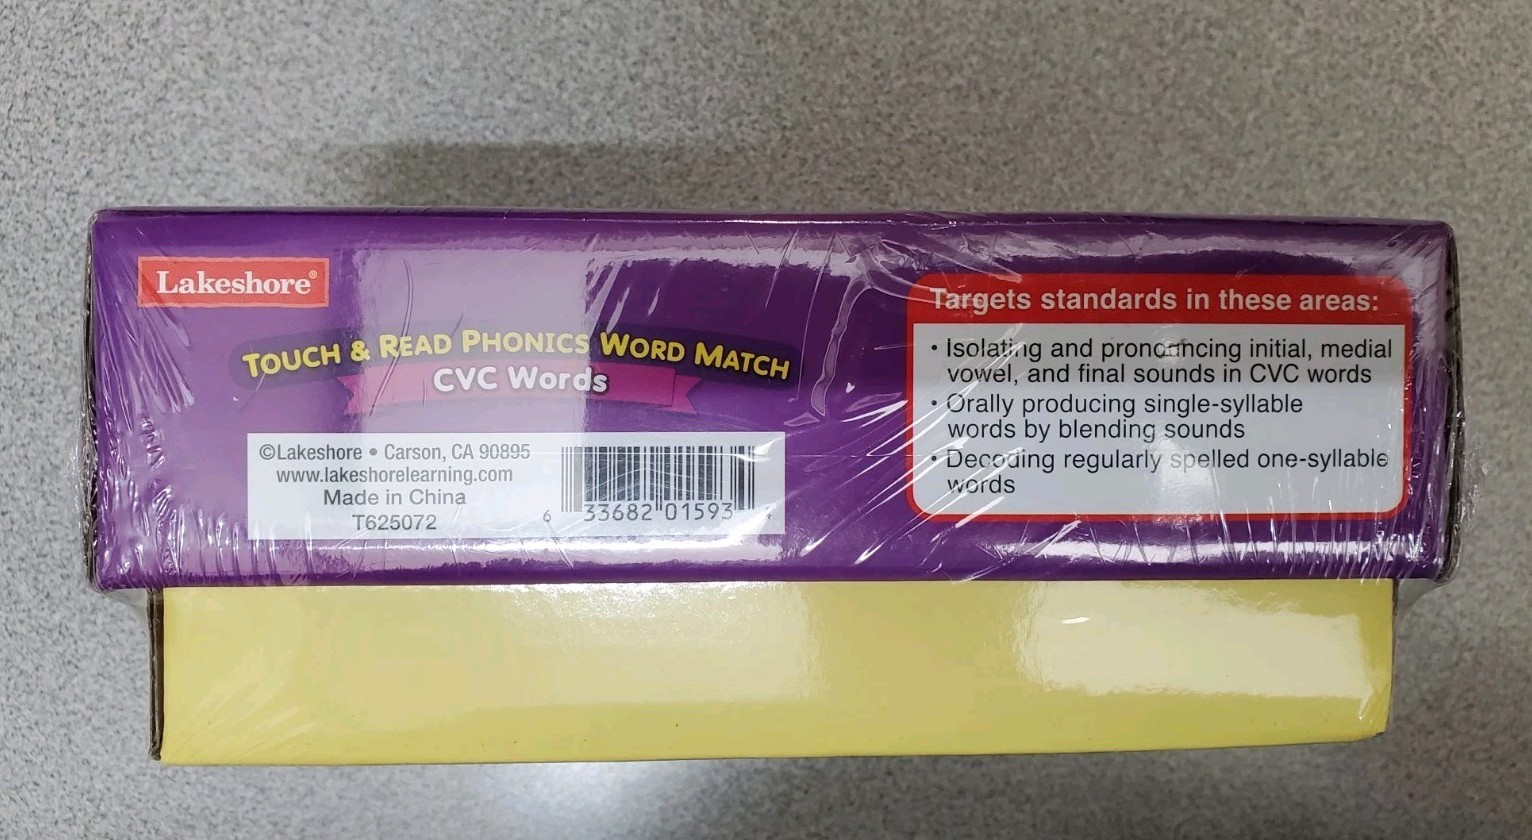 Lakeshore®
TOUCH & READ PHONICS WORD MATCH
CVC Words
©Lakeshore • Carson, CA 90895
www.lakeshorelearning.com
Made in China
T625072
6 33682 01593
Targets standards in these areas:
• Isolating and pronouncing initial, medial
vowel, and final sounds in CVC words
• Orally producing single-syllable
words by blending sounds
• Decoding regularly spelled one-syllable
words